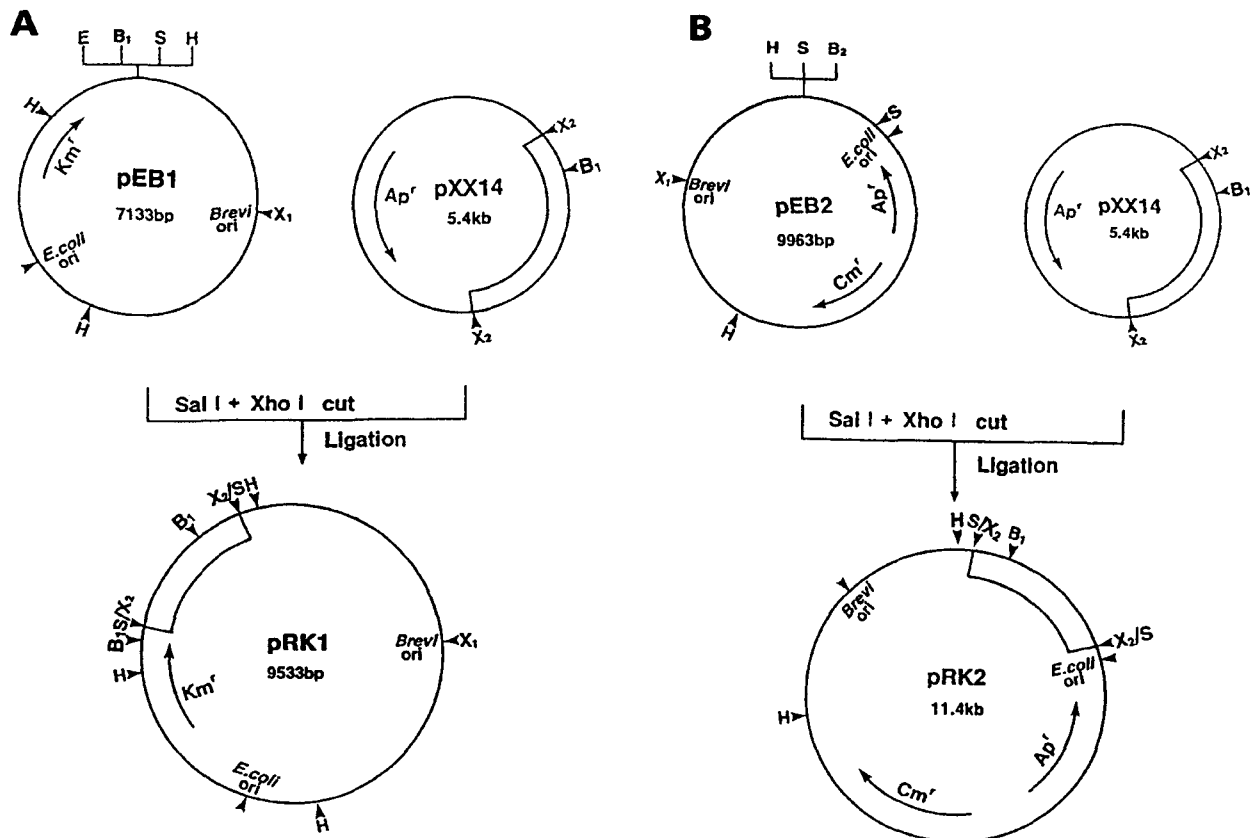 A
E B₁ S H
H
Kmʳ
pEB1
7133bp
Brevi
ori
X₁
E.coli
ori
H
X₂
B₁
Apʳ
pXX14
5.4kb
X₂
Sal I + Xho I cut
Ligation
X₂/SH
B₁
B₁S/X₂
H
Kmʳ
pRK1
9533bp
Brevi
ori
X₁
E.coli
ori
H
B
H S B₂
S
E.coli
ori
X₁
Brevi
ori
pEB2
9963bp
Apʳ
Cmʳ
H
X₂
B₁
Apʳ
pXX14
5.4kb
X₂
Sal I + Xho I cut
Ligation
H S/X₂ B₁
Brevi
ori
X₂/S
E.coli
ori
pRK2
11.4kb
H
Apʳ
Cmʳ